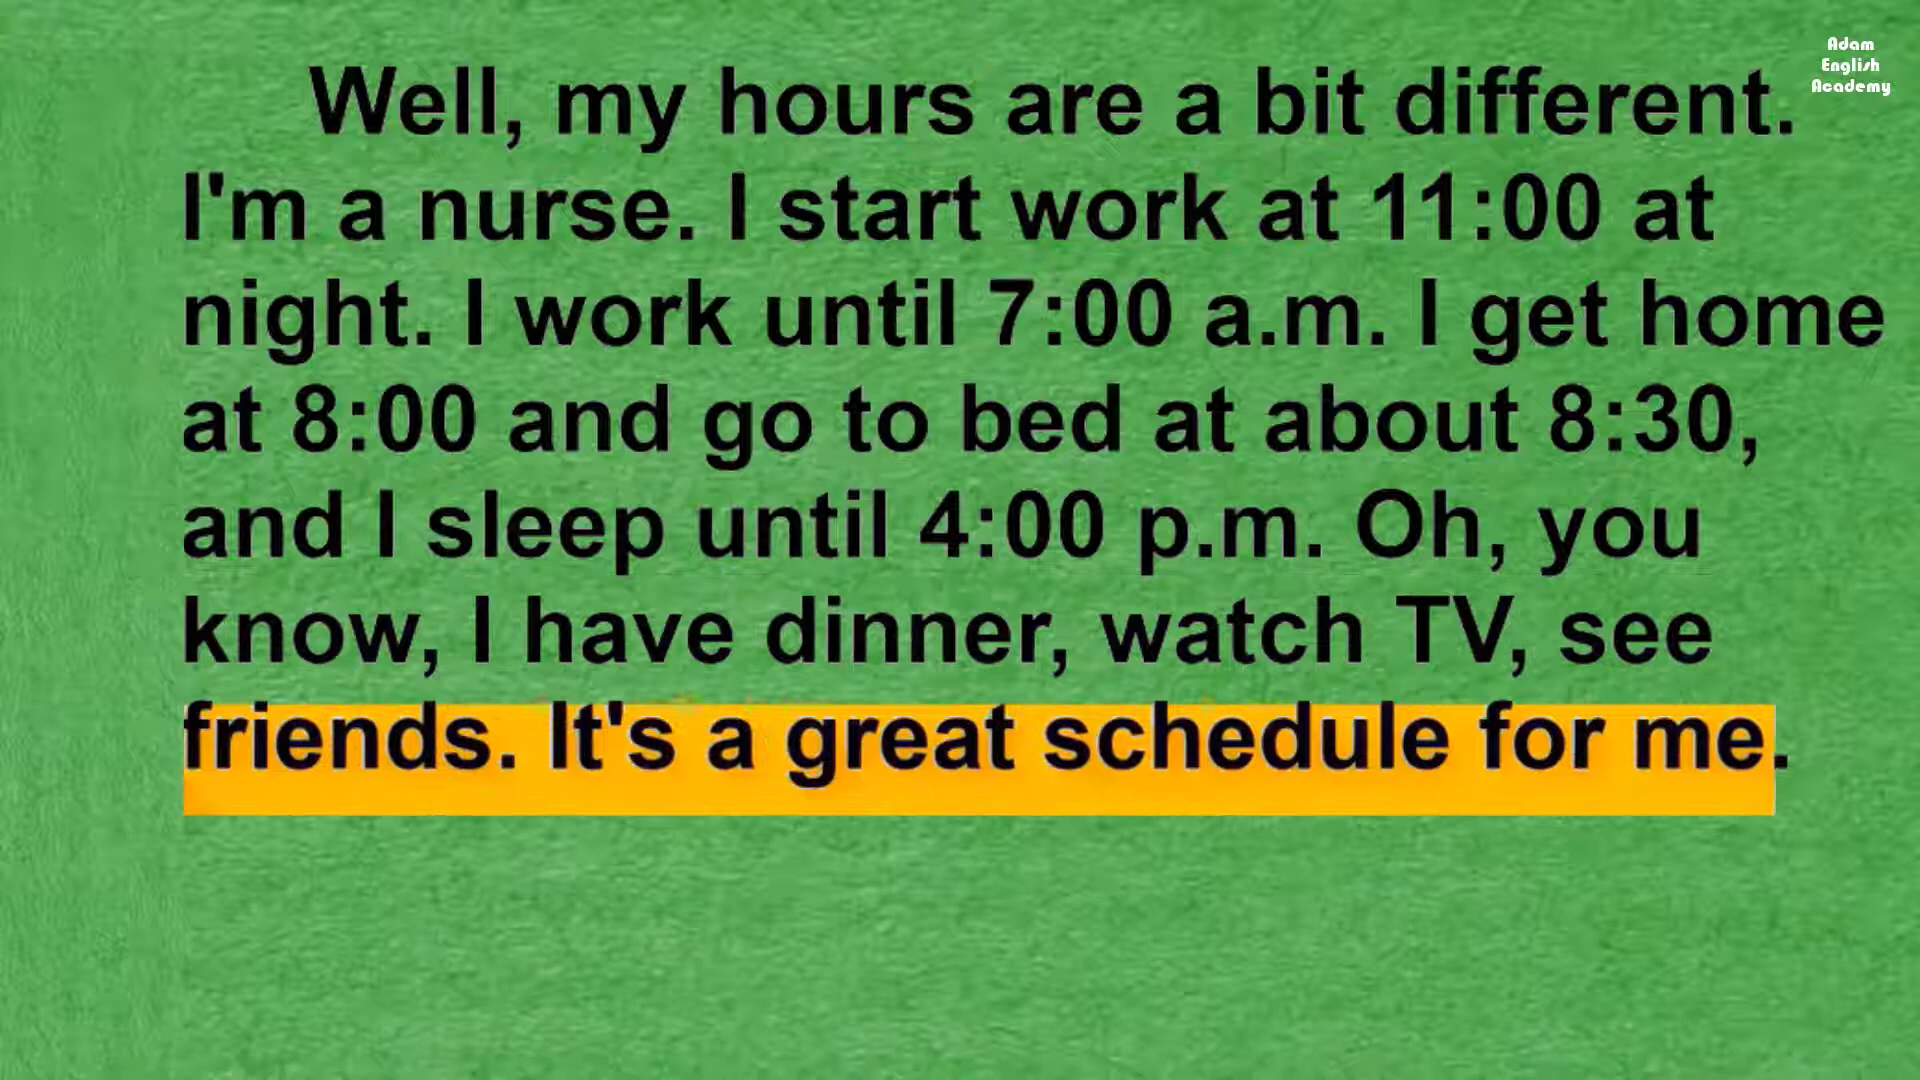 Adam
English
Academy
Well, my hours are a bit different.
I'm a nurse. I start work at 11:00 at
night. I work until 7:00 a.m. I get home
at 8:00 and go to bed at about 8:30,
and I sleep until 4:00 p.m. Oh, you
know, I have dinner, watch TV, see
friends. It's a great schedule for me.